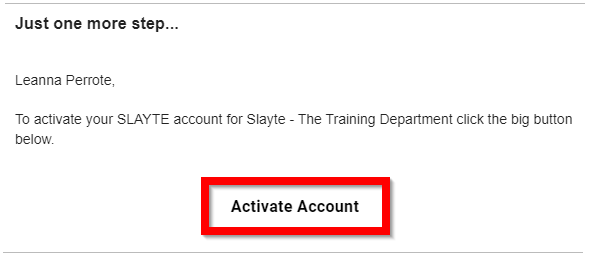 Just one more step...
Leanna Perrote,
To activate your SLAYTE account for Slayte - The Training Department click the big button
below.
Activate Account